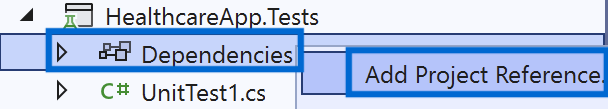 HealthcareApp.Tests
Dependencies
Add Project Reference.
C# UnitTest1.cs